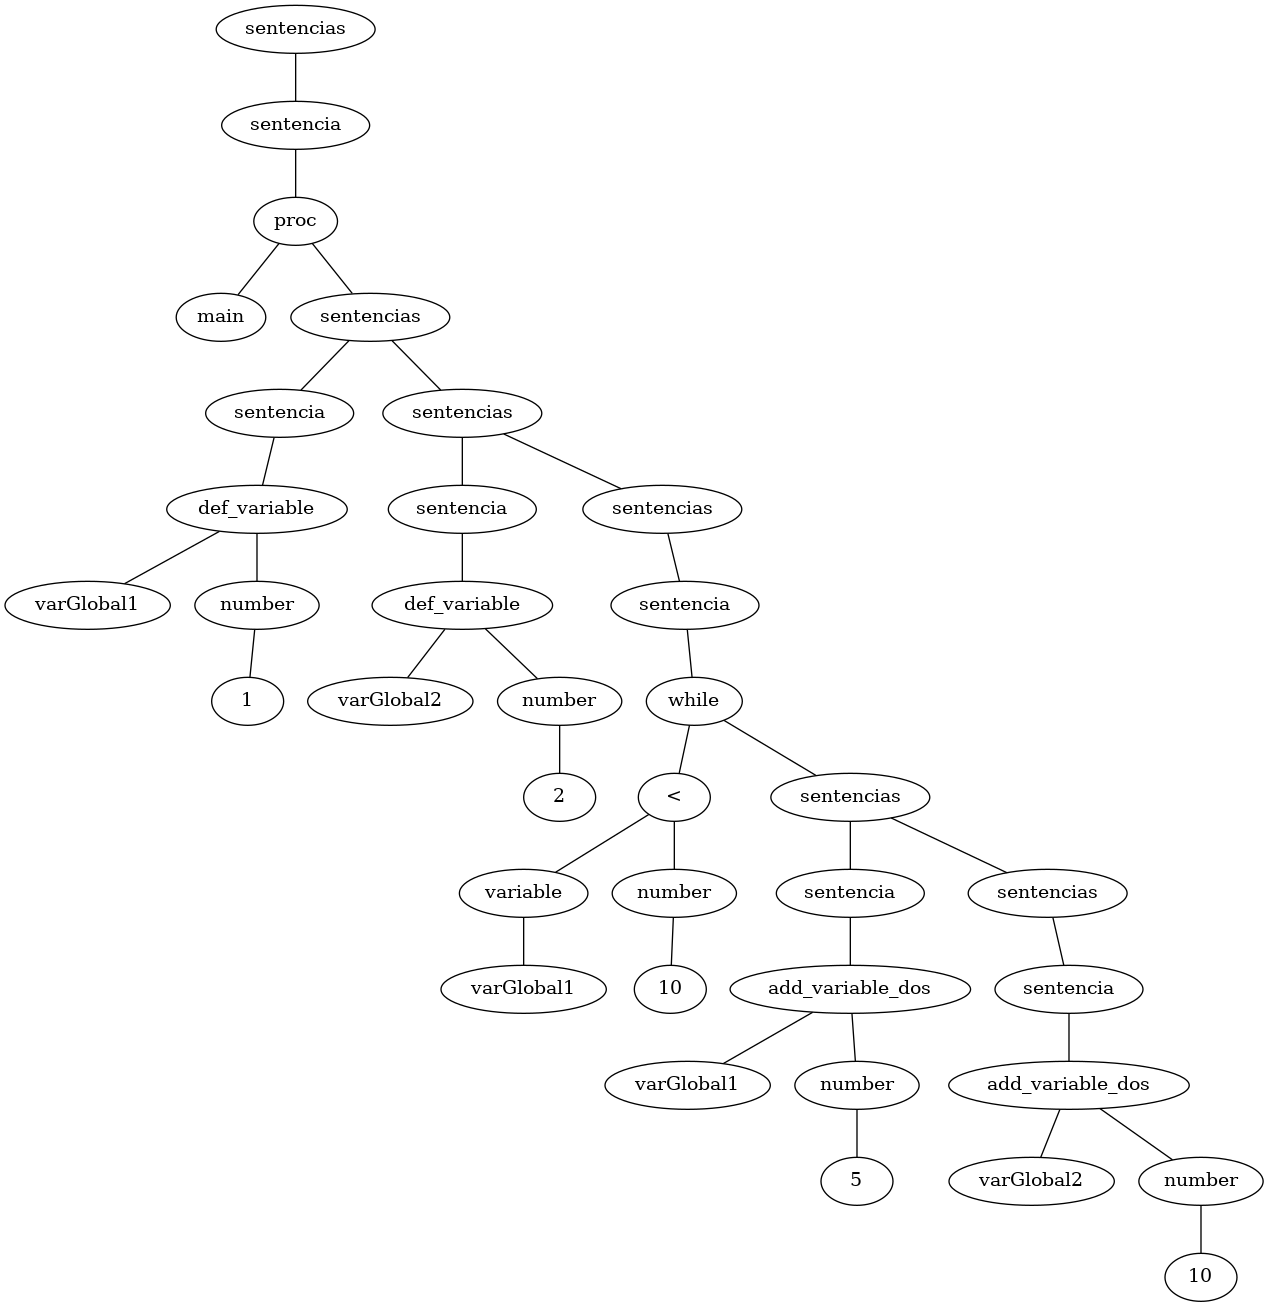 sentencias
sentencia
proc
main
sentencias
sentencia
sentencias
def_variable
sentencia
sentencias
varGlobal1
number
def_variable
sentencia
1
varGlobal2
number
while
2
<
sentencias
variable
number
sentencia
sentencias
varGlobal1
10
add_variable_dos
sentencia
varGlobal1
number
add_variable_dos
5
varGlobal2
number
10